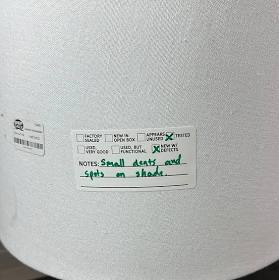 FACTORY SEALED NEW IN OPEN BOX APPEARS UNUSED TESTED
USED, VERY GOOD USED, BUT FUNCTIONAL NEW W/ DEFECTS
NOTES: Small dents and
spots on shade.